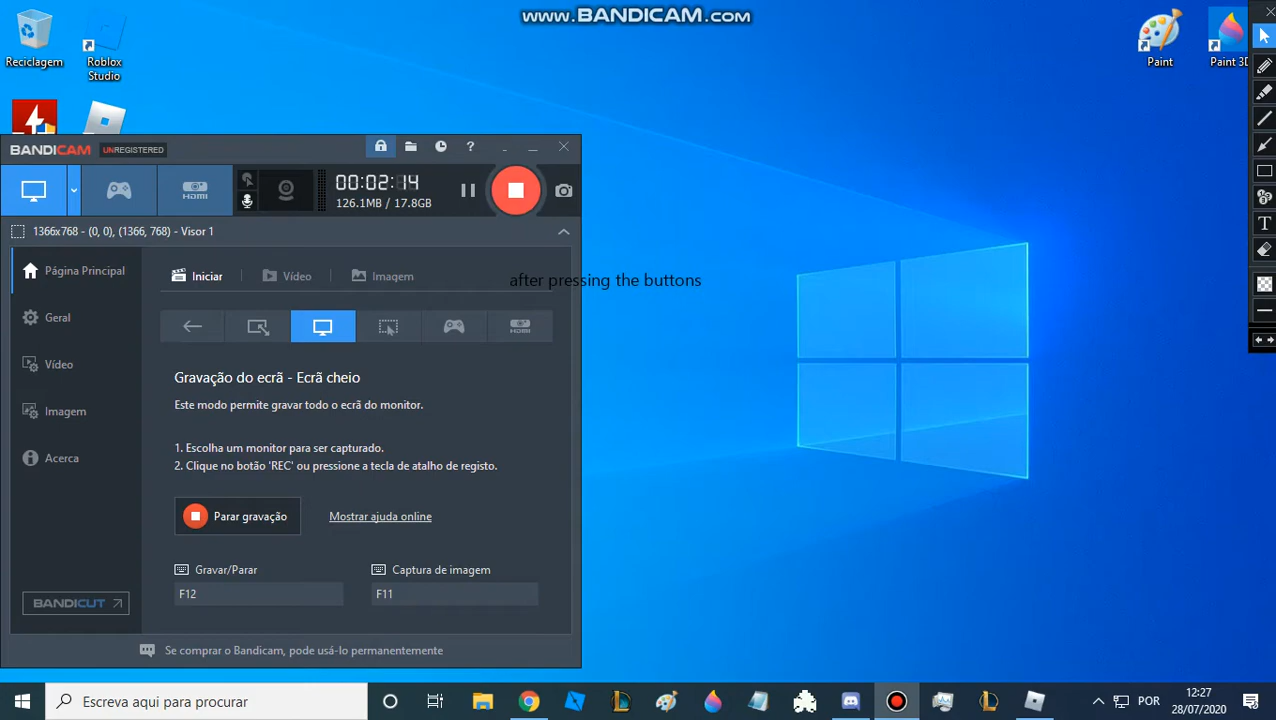 www.BANDICAM.com
Reciclagem
Roblox
Studio
Paint
Paint 3D
BANDICAM UNREGISTERED
?
HDMI
00:02:14
126.1MB / 17.8GB
1366x768 - (0, 0), (1366, 768) - Visor 1
Página Principal
Geral
Vídeo
Imagem
Acerca
BANDICUT
Iniciar
Vídeo
Imagem
after pressing the buttons
HDMI
Gravação do ecrã - Ecrã cheio
Este modo permite gravar todo o ecrã do monitor.
1. Escolha um monitor para ser capturado.
2. Clique no botão 'REC' ou pressione a tecla de atalho de registo.
Parar gravação
Mostrar ajuda online
Gravar/Parar
F12
Captura de imagem
F11
Se comprar o Bandicam, pode usá-lo permanentemente
T
Escreva aqui para procurar
POR
12:27
28/07/2020